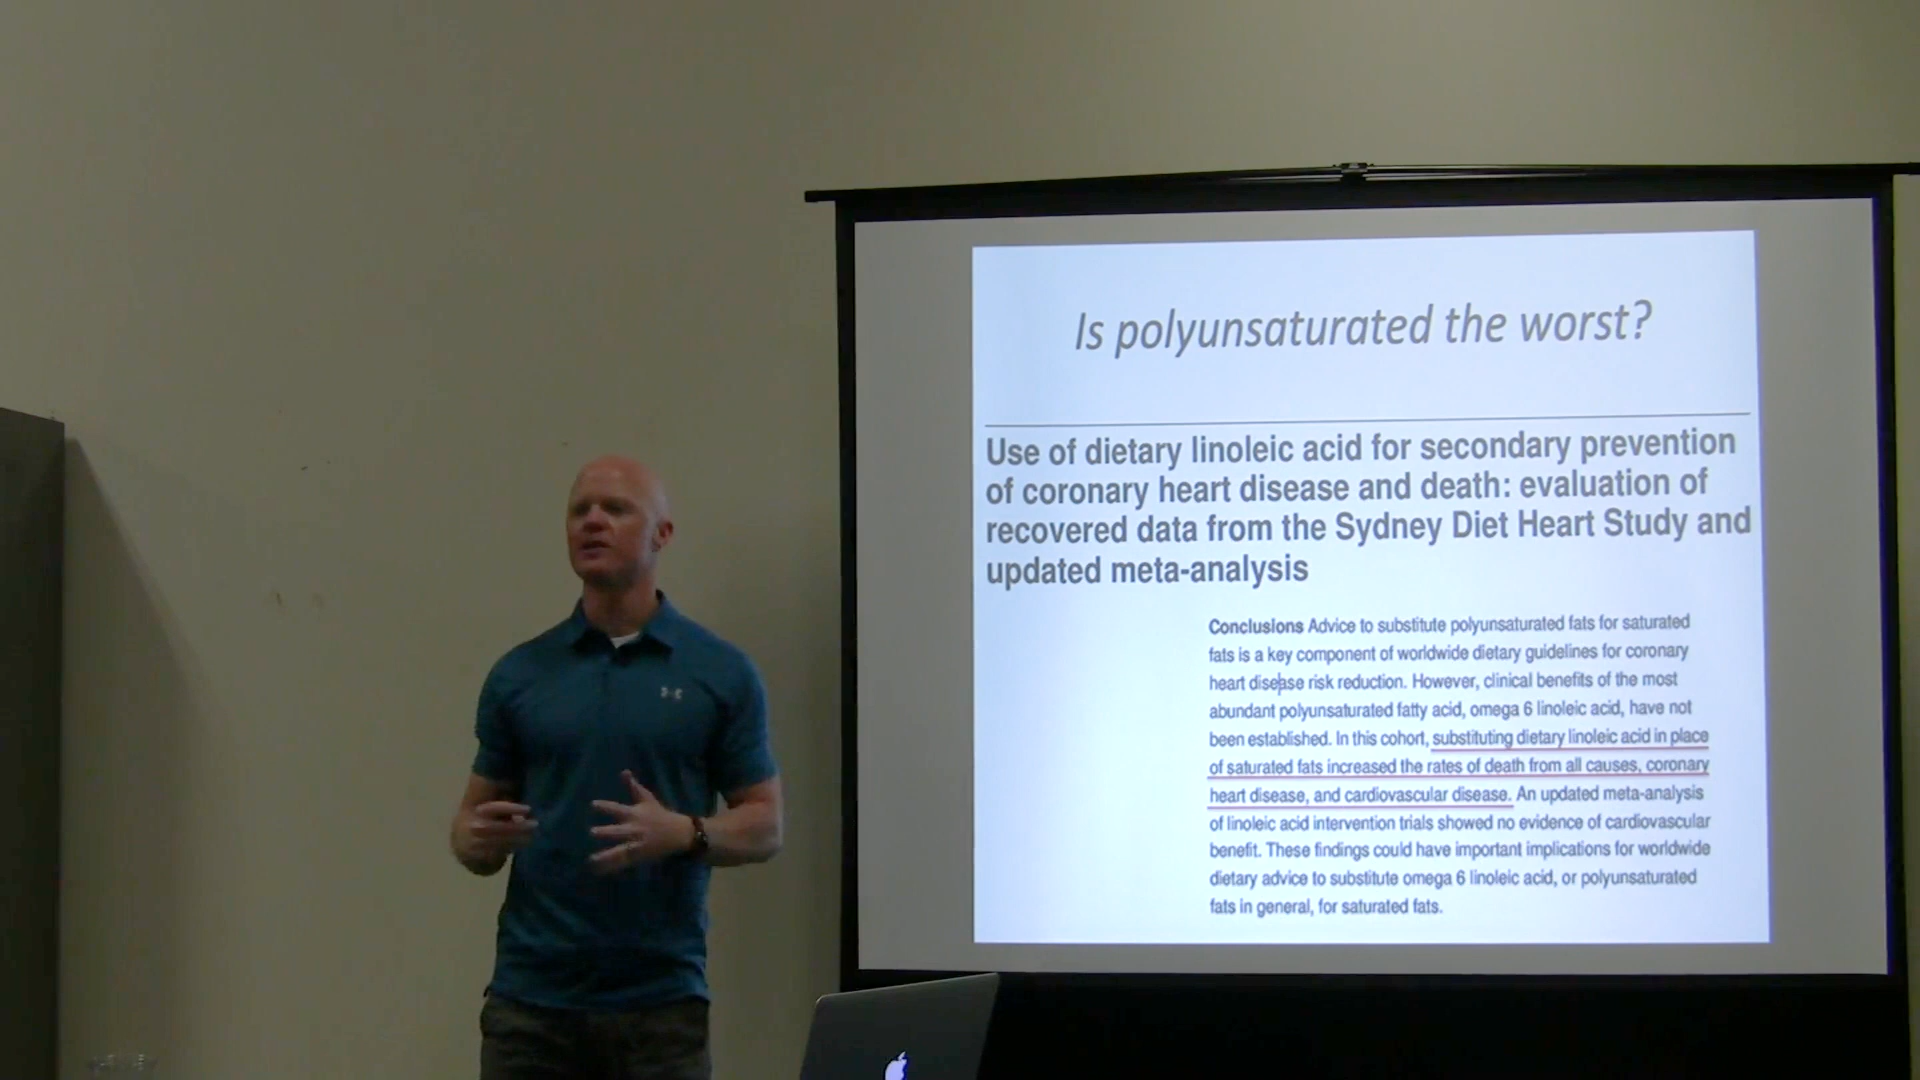 Is polyunsaturated the worst?
Use of dietary linoleic acid for secondary prevention
of coronary heart disease and death: evaluation of
recovered data from the Sydney Diet Heart Study and
updated meta-analysis
Conclusions Advice to substitute polyunsaturated fats for saturated
fats is a key component of worldwide dietary guidelines for coronary
heart disease risk reduction. However, clinical benefits of the most
abundant polyunsaturated fatty acid, omega 6 linoleic acid, have not
been established. In this cohort, substituting dietary linoleic acid in place
of saturated fats increased the rates of death from all causes, coronary
heart disease, and cardiovascular disease. An updated meta-analysis
of linoleic acid intervention trials showed no evidence of cardiovascular
benefit. These findings could have important implications for worldwide
dietary advice to substitute omega 6 linoleic acid, or polyunsaturated
fats in general, for saturated fats.